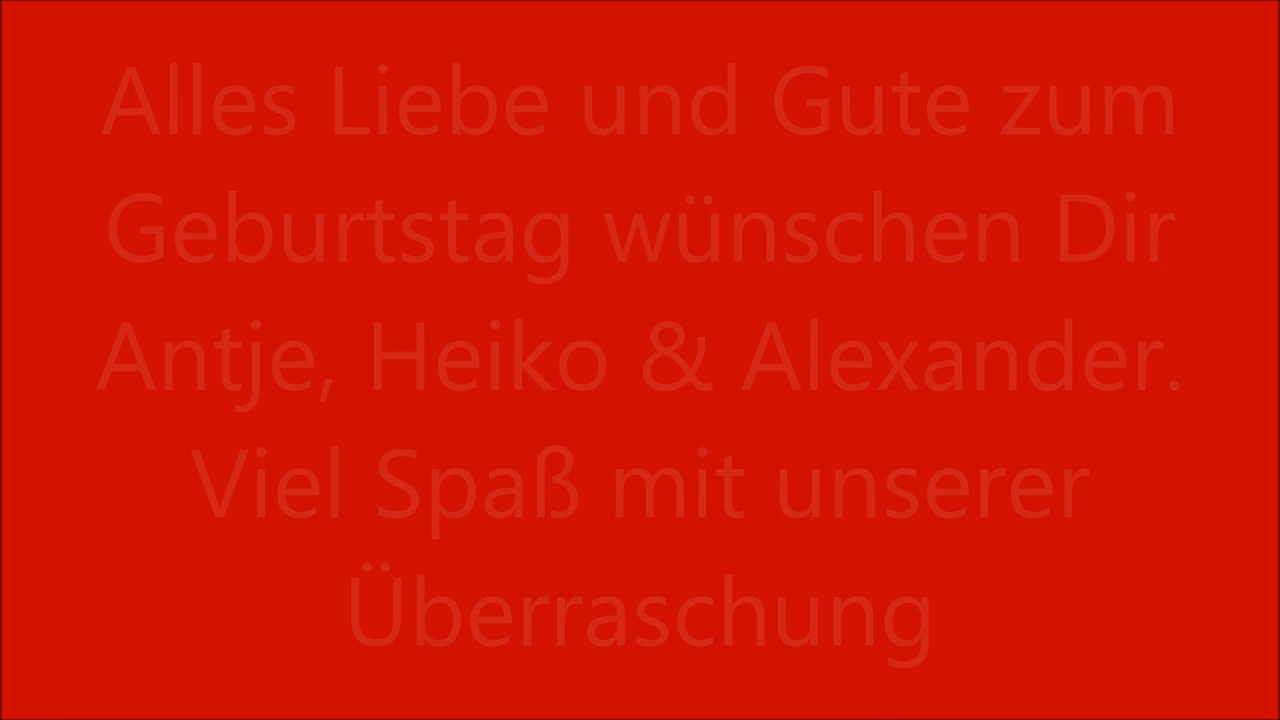 Alles Liebe und Gute zum
Geburtstag wünschen Dir
Antje, Heiko & Alexander.
Viel Spaß mit unserer
Überraschung